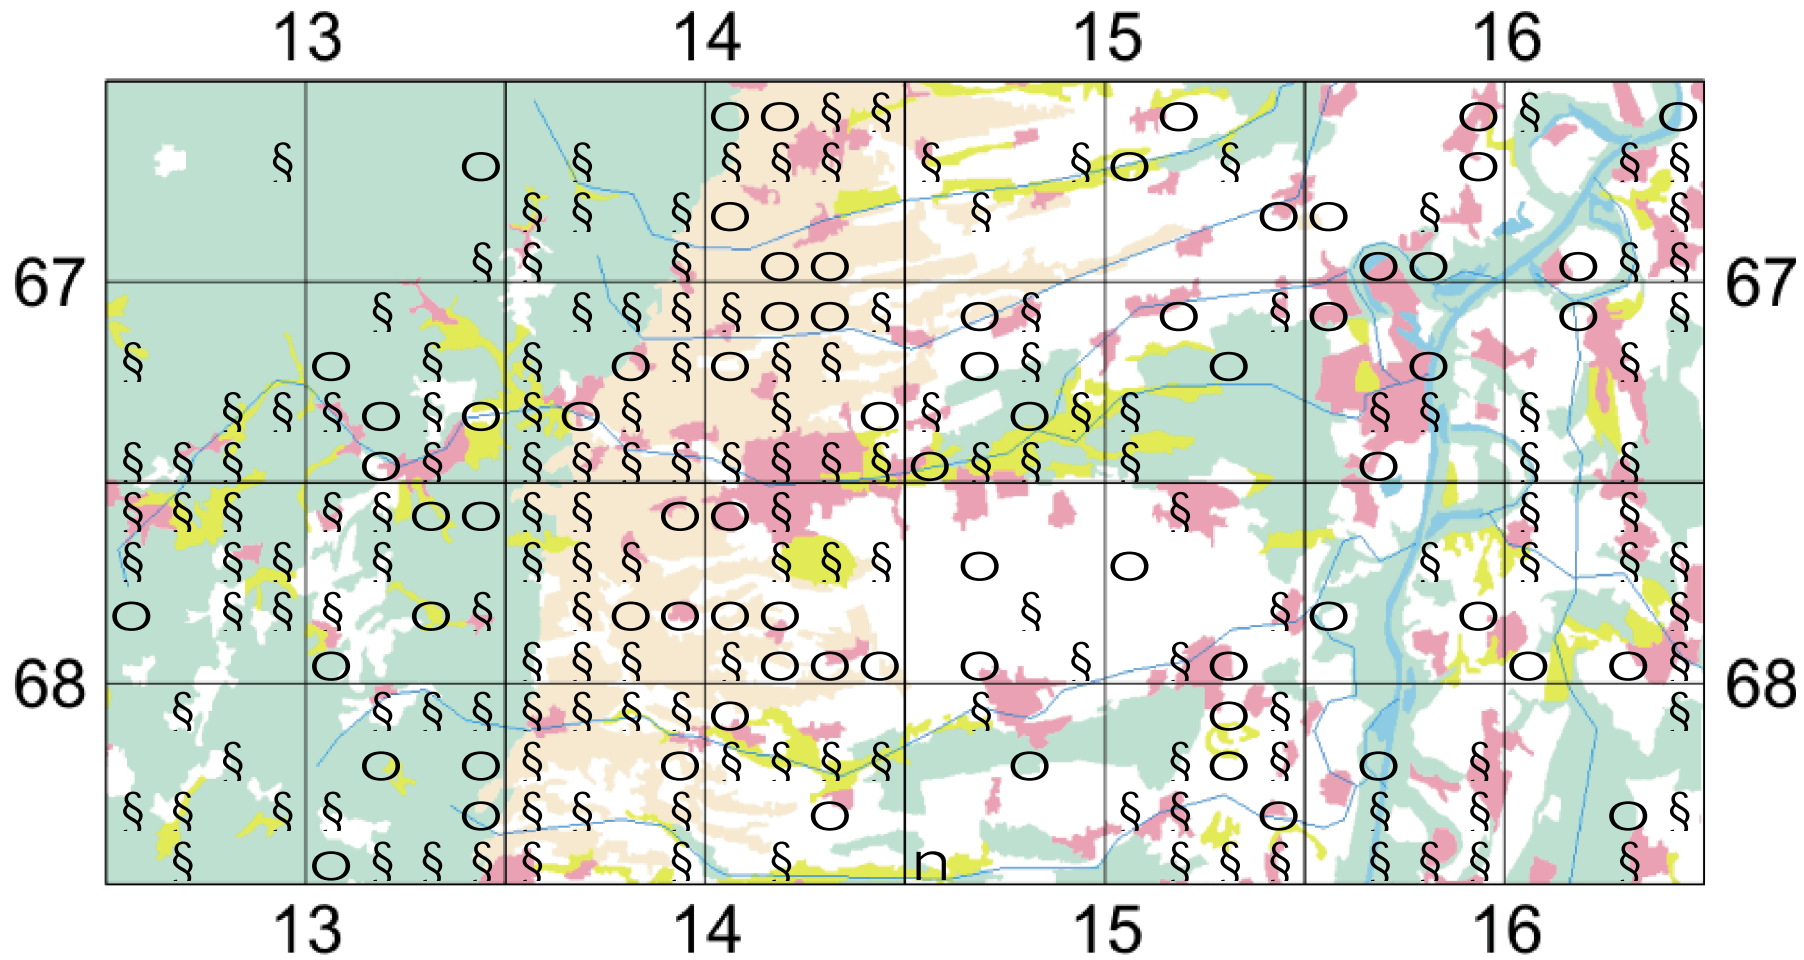 13 14 15 16
O O § § O O § O
§ O § § § § § § O § O § §
§ § § O § O O § §
§ § § O O O O O § §
67 67
§ § § § § O O § O § O § O O §
§ O § § O § O § § O § O O §
§ § § O § O § O § § O § O § § § § §
§ § § O § § § § § § § § § O § § § O § §
§ § § § § O O § § O O § § § §
§ § § § § § § § § § O O § § § §
O § § § O § § O O O O § § O O §
O § § § § O O O O § § O O O §
68 68
§ § § § § § § § O § O § §
§ O O § O § § § § O § O § O §
§ § § § O § § § O § § O § § O §
§ O § § § § § § n § § § § § § §
13 14 15 16